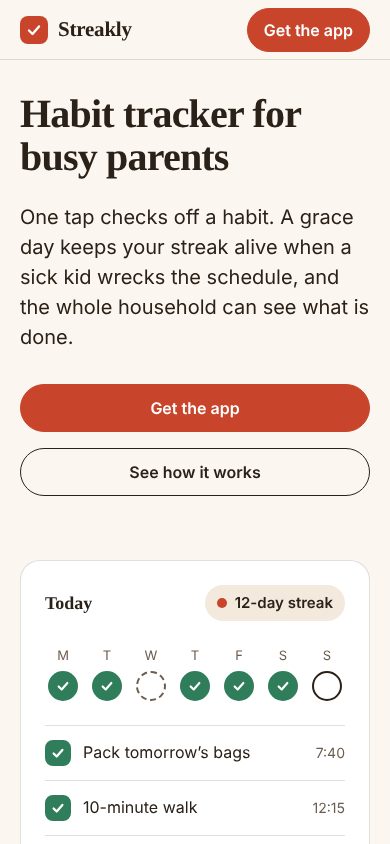 Streakly
Get the app
Habit tracker for
busy parents
One tap checks off a habit. A grace
day keeps your streak alive when a
sick kid wrecks the schedule, and
the whole household can see what is
done.
Get the app
See how it works
Today
12-day streak
M T W T F S S
Pack tomorrow’s bags 7:40
10-minute walk 12:15